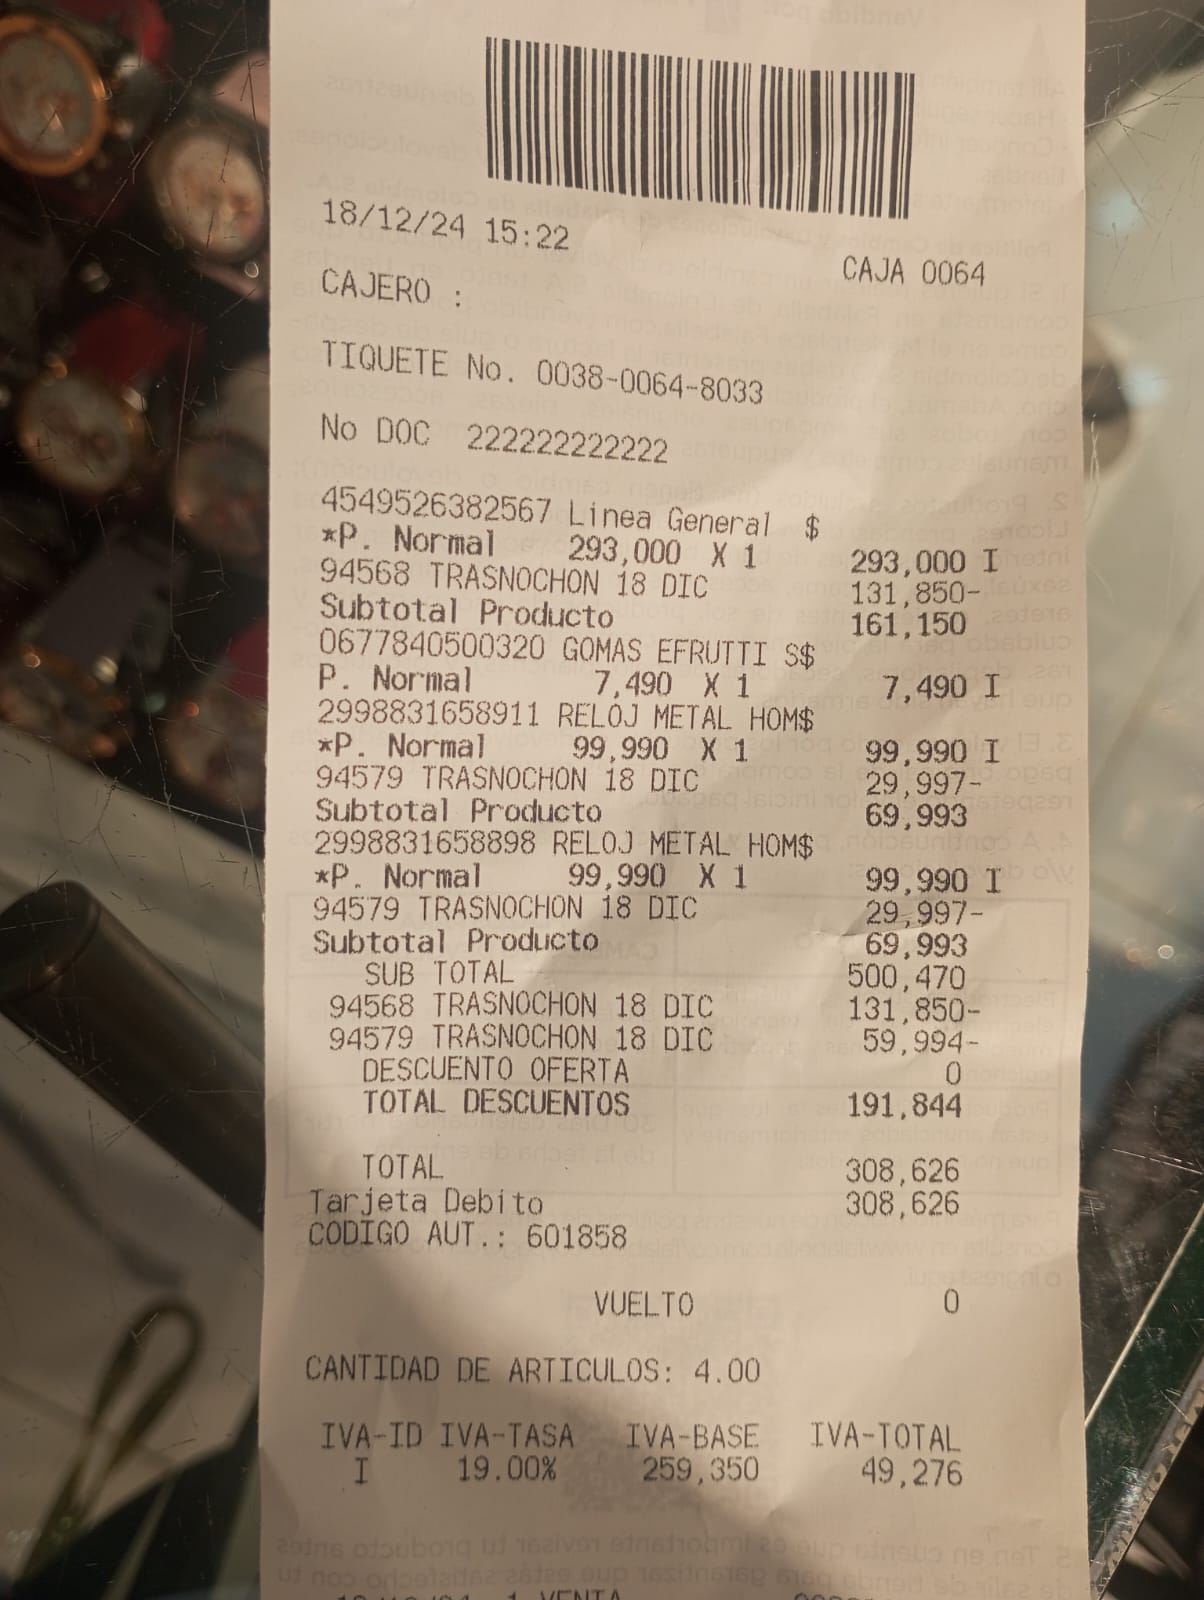 18/12/24 15:22
CAJA 0064
CAJERO :
TIQUETE No. 0038-0064-8033
No DOC 222222222222
4549526382567 Linea General $
*P. Normal 293,000 X 1 293,000 I
94568 TRASNOCHON 18 DIC 131,850-
Subtotal Producto 161,150
0677840500320 GOMAS EFRUTTI S$
P. Normal 7,490 X 1 7,490 I
2998831658911 RELOJ METAL HOM$
*P. Normal 99,990 X 1 99,990 I
94579 TRASNOCHON 18 DIC 29,997-
Subtotal Producto 69,993
2998831658898 RELOJ METAL HOM$
*P. Normal 99,990 X 1 99,990 I
94579 TRASNOCHON 18 DIC 29,997-
Subtotal Producto 69,993
SUB TOTAL 500,470
94568 TRASNOCHON 18 DIC 131,850-
94579 TRASNOCHON 18 DIC 59,994-
DESCUENTO OFERTA 0
TOTAL DESCUENTOS 191,844
TOTAL 308,626
Tarjeta Debito 308,626
CODIGO AUT.: 601858
VUELTO 0
CANTIDAD DE ARTICULOS: 4.00
IVA-ID IVA-TASA IVA-BASE IVA-TOTAL
I 19.00% 259,350 49,276